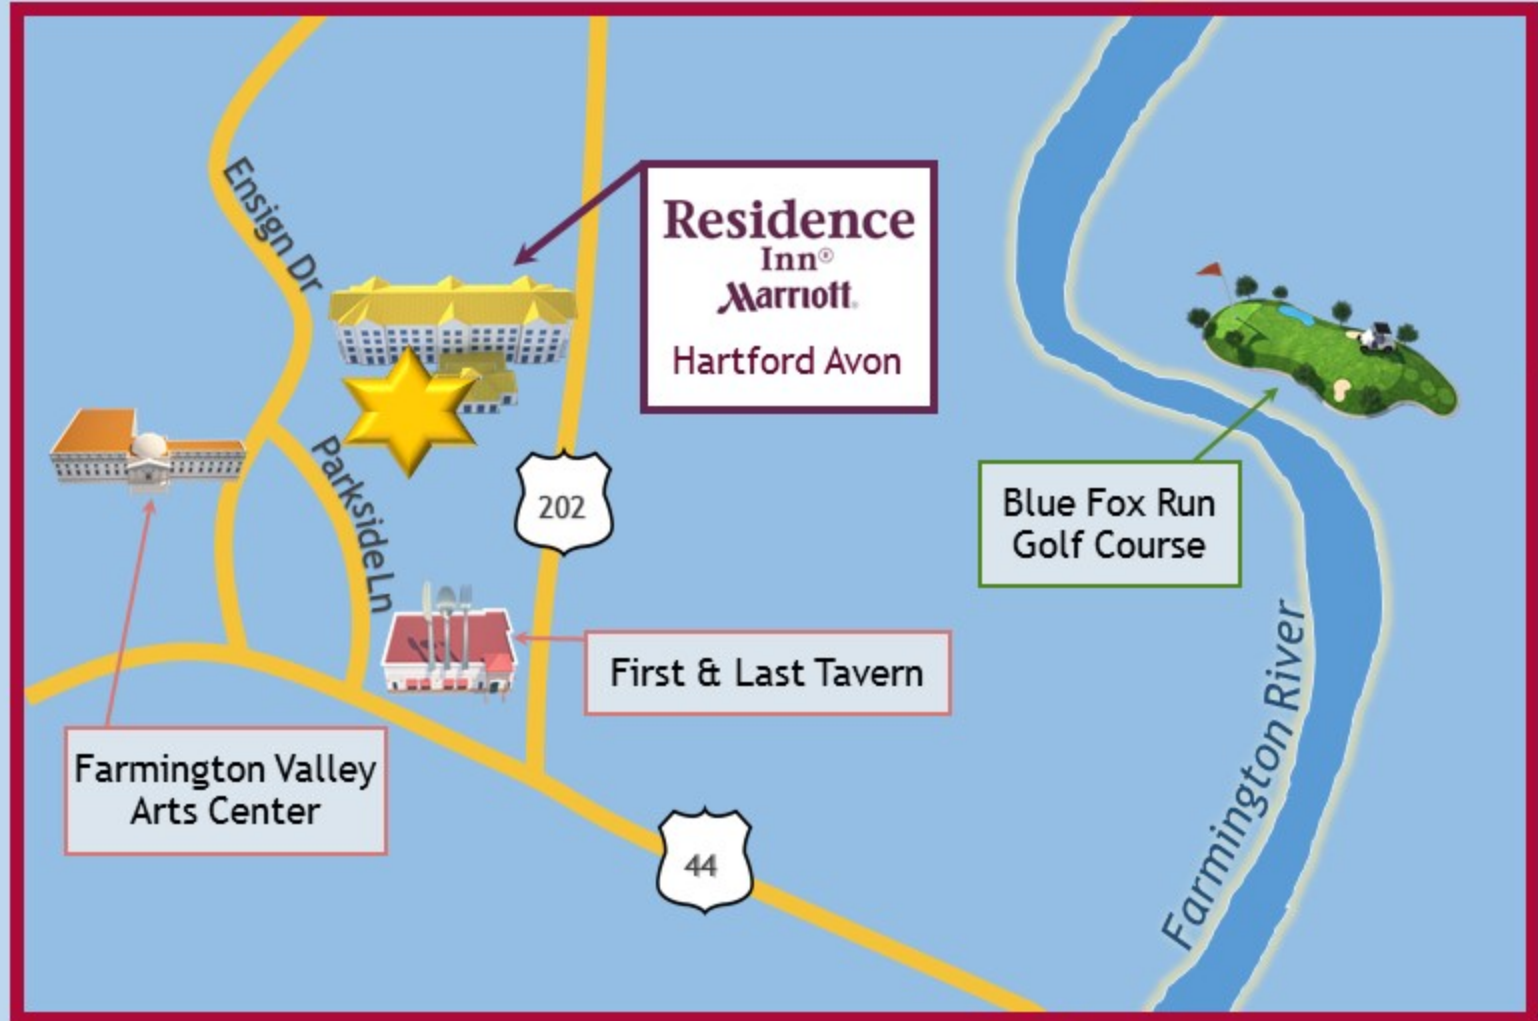 Ensign Dr
Residence
Inn®
Marriott®
Hartford Avon
Parkside Ln
202
Blue Fox Run
Golf Course
First & Last Tavern
Farmington River
Farmington Valley
Arts Center
44